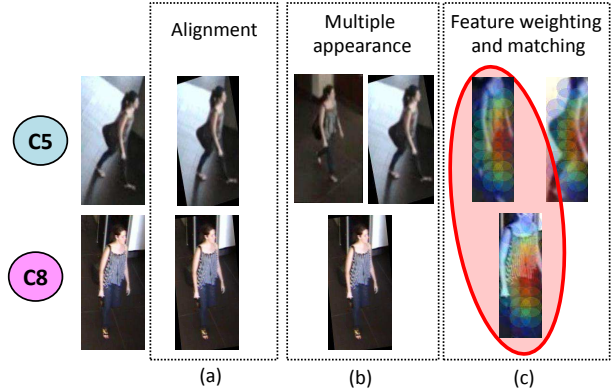 Alignment
Multiple
appearance
Feature weighting
and matching
C5
C8
(a)
(b)
(c)